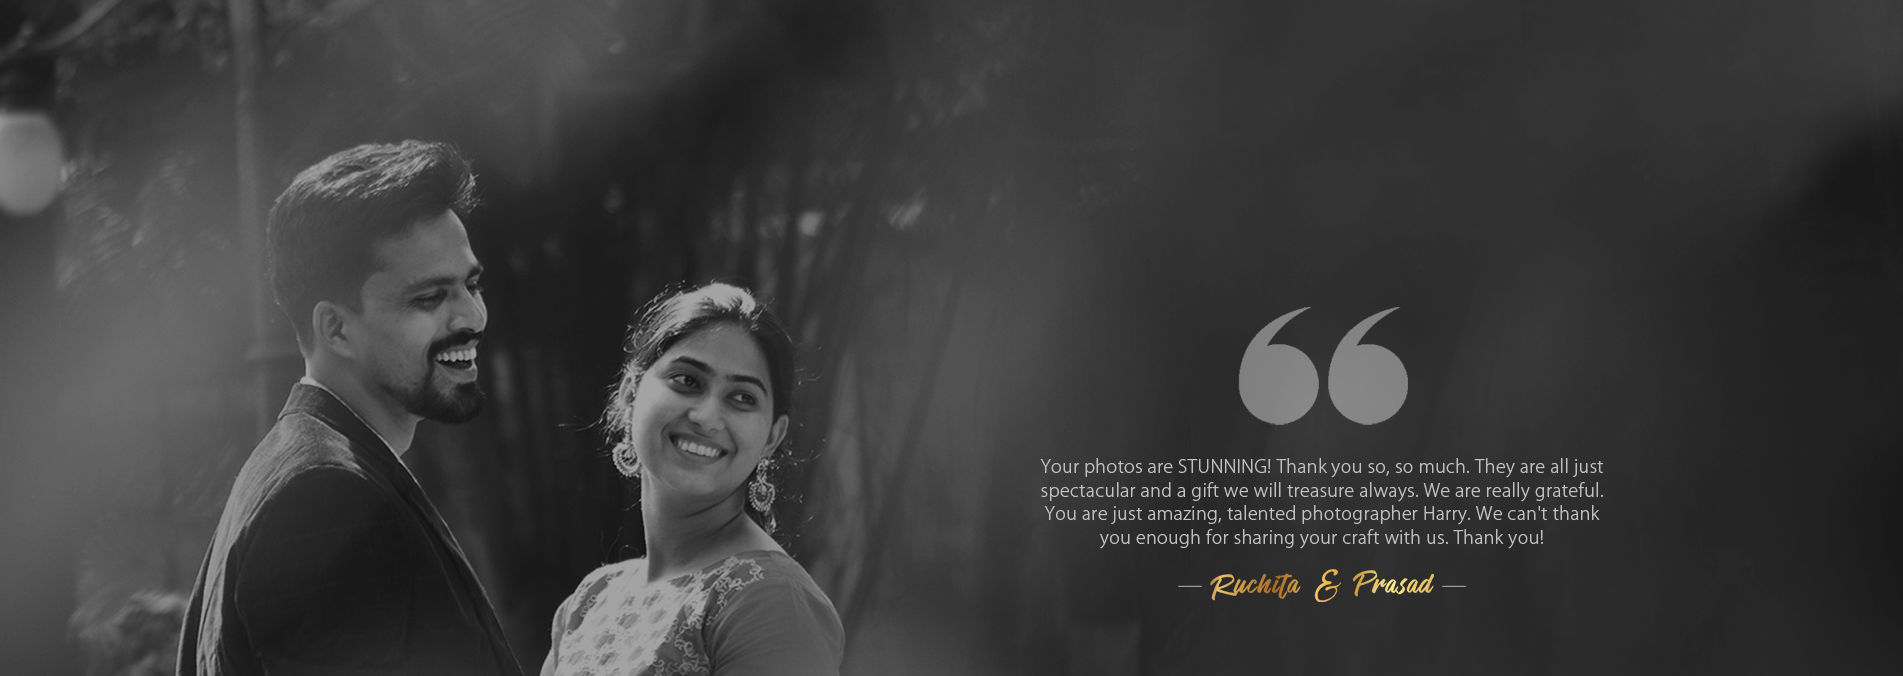 Your photos are STUNNING! Thank you so, so much. They are all just
spectacular and a gift we will treasure always. We are really grateful.
You are just amazing, talented photographer Harry. We can't thank
you enough for sharing your craft with us. Thank you!
— Ruchita & Prasad —